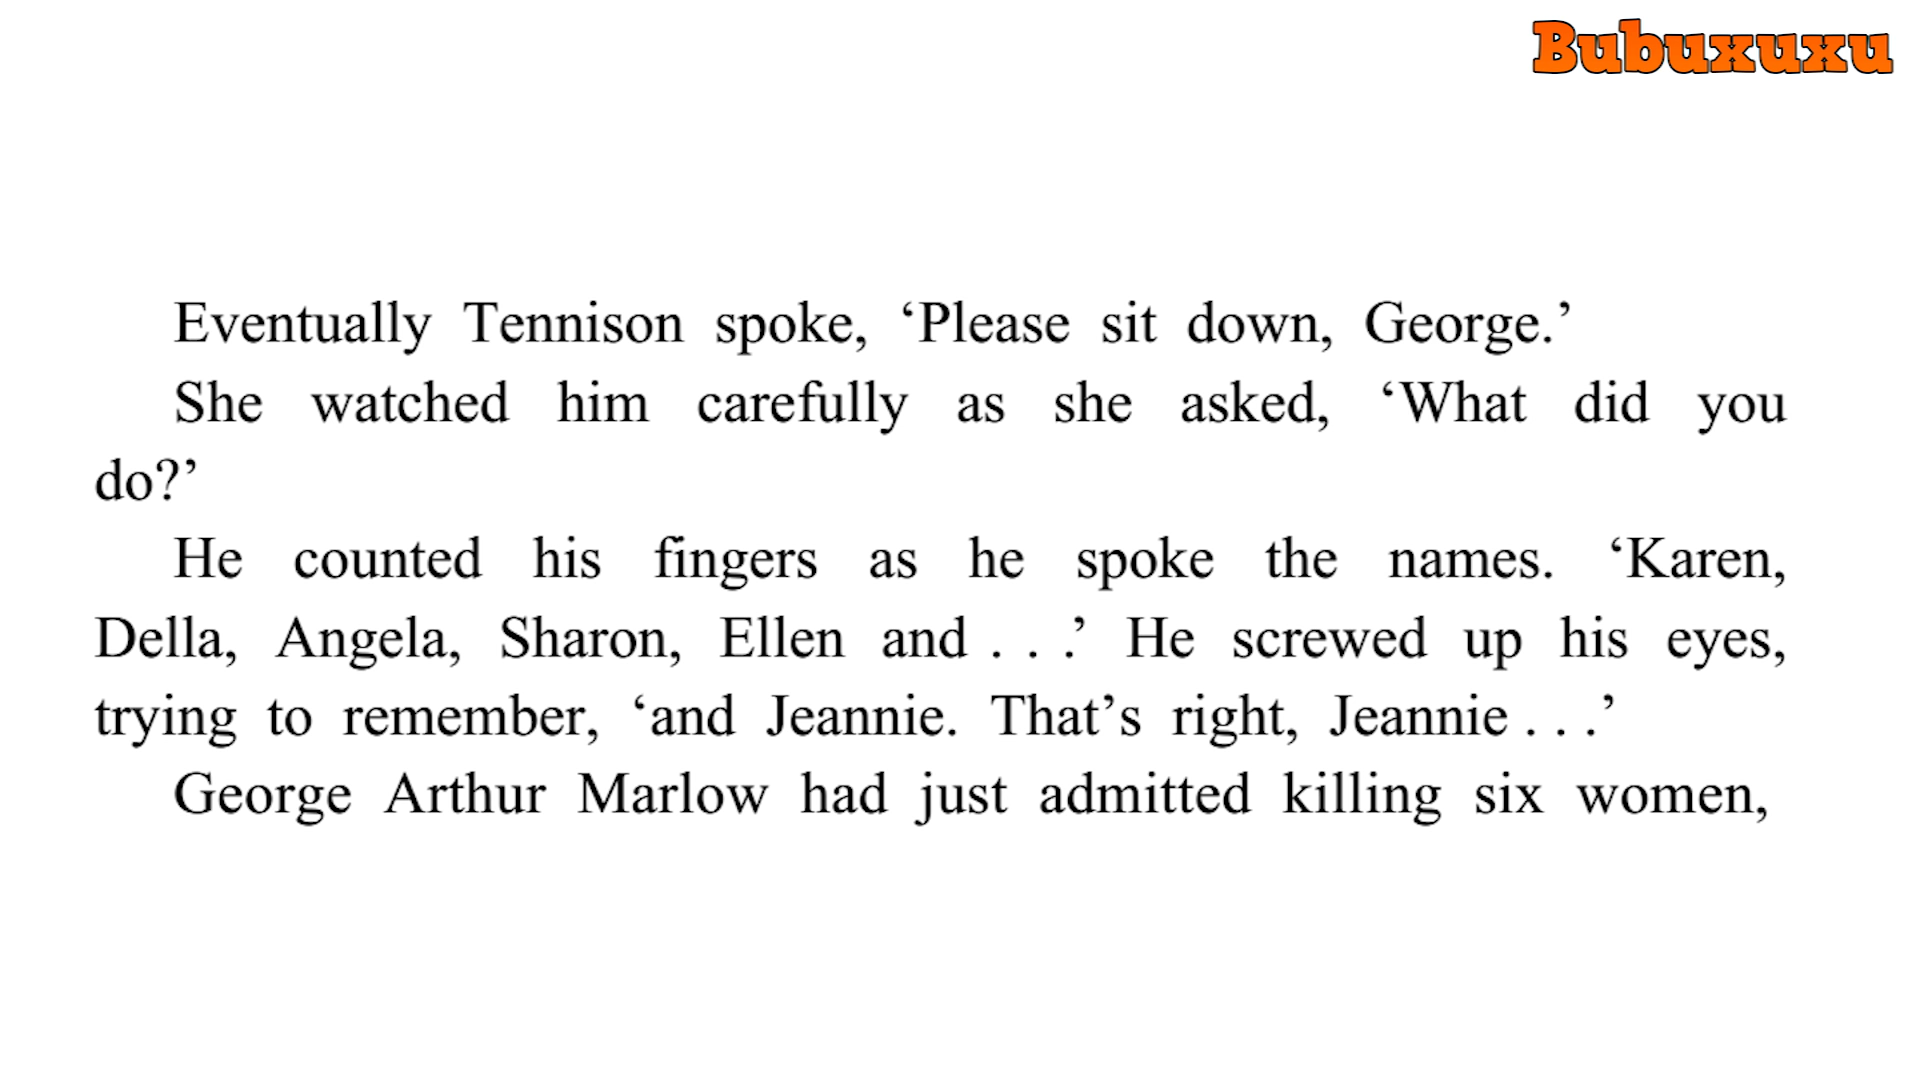 Bubuxuxu
Eventually Tennison spoke, ‘Please sit down, George.’
She watched him carefully as she asked, ‘What did you
do?’
He counted his fingers as he spoke the names. ‘Karen,
Della, Angela, Sharon, Ellen and . . .’ He screwed up his eyes,
trying to remember, ‘and Jeannie. That’s right, Jeannie . . .’
George Arthur Marlow had just admitted killing six women,